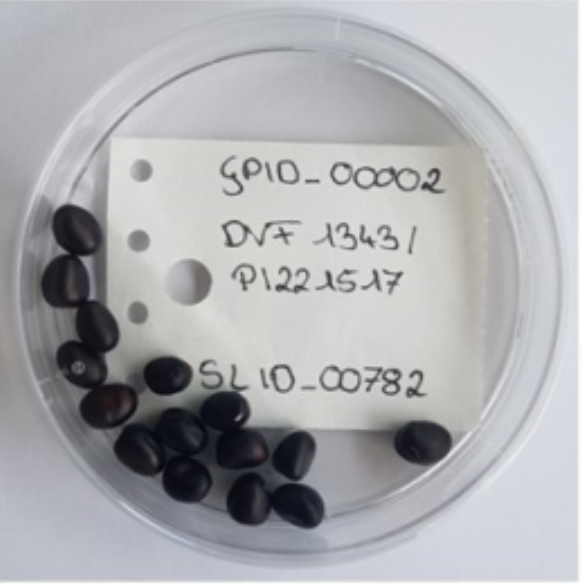 GPID_00002
DVF 1343/
PI221517
SLID_00782